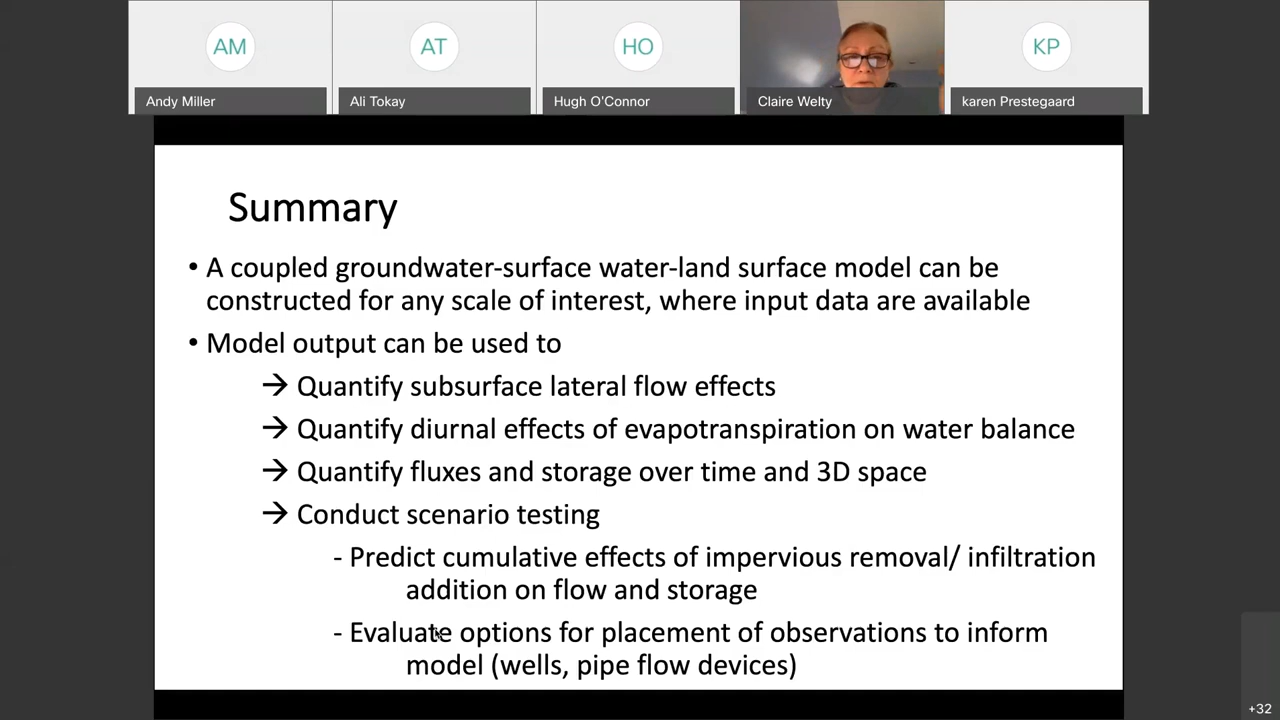 AM
AT
HO
KP
Andy Miller
Ali Tokay
Hugh O'Connor
Claire Welty
karen Prestegaard
Summary
• A coupled groundwater-surface water-land surface model can be
constructed for any scale of interest, where input data are available
• Model output can be used to
→ Quantify subsurface lateral flow effects
→ Quantify diurnal effects of evapotranspiration on water balance
→ Quantify fluxes and storage over time and 3D space
→ Conduct scenario testing
- Predict cumulative effects of impervious removal/ infiltration
addition on flow and storage
- Evaluate options for placement of observations to inform
model (wells, pipe flow devices)
+32